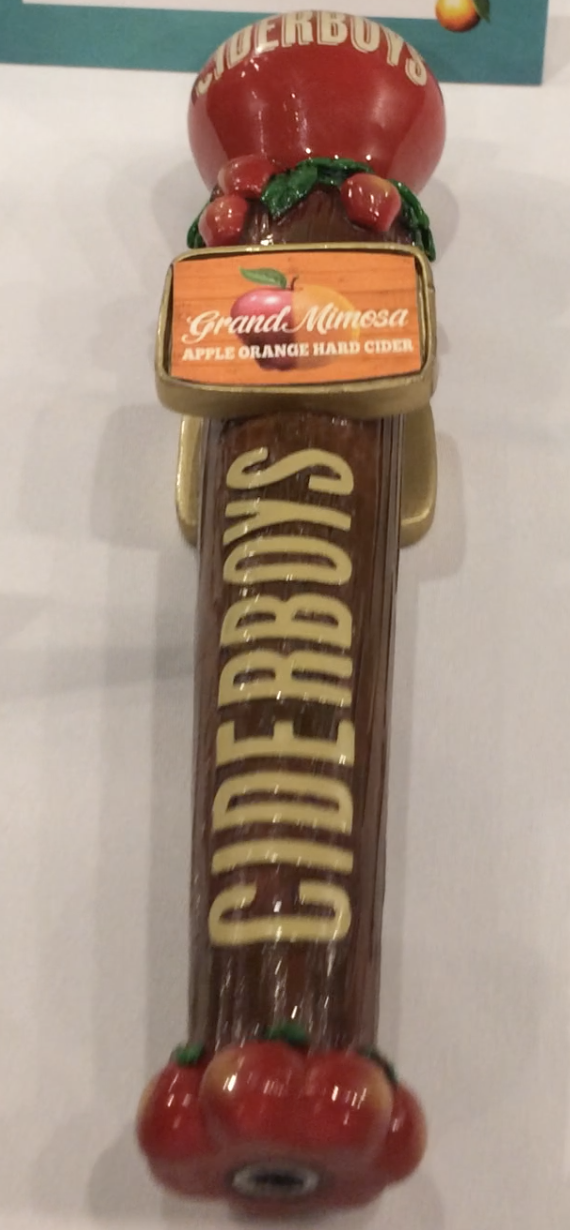 CIDERBOYS
Grand Mimosa
APPLE ORANGE HARD CIDER
CIDERBOYS